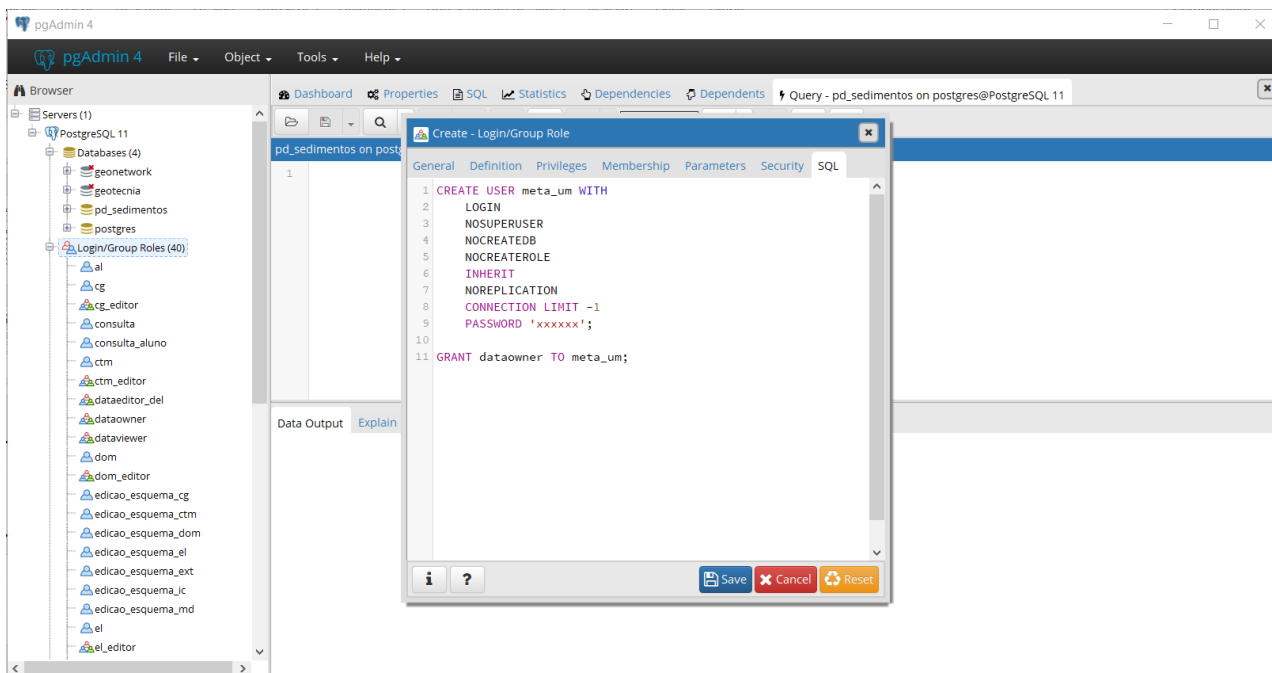 pgAdmin 4
pgAdmin 4 File Object Tools Help
Browser
Dashboard Properties SQL Statistics Dependencies Dependents Query - pd_sedimentos on postgres@PostgreSQL 11
Servers (1)
PostgreSQL 11
Databases (4)
geonetwork
geotecnia
pd_sedimentos
postgres
Login/Group Roles (40)
al
cg
cg_editor
consulta
consulta_aluno
ctm
ctm_editor
dataeditor_del
dataowner
dataviewer
dom
dom_editor
edicao_esquema_cg
edicao_esquema_ctm
edicao_esquema_dom
edicao_esquema_el
edicao_esquema_ext
edicao_esquema_ic
edicao_esquema_md
el
el_editor
pd_sedimentos on postg
1
Data Output Explain
Create - Login/Group Role
General Definition Privileges Membership Parameters Security SQL
1 CREATE USER meta_um WITH
2 LOGIN
3 NOSUPERUSER
4 NOCREATEDB
5 NOCREATEROLE
6 INHERIT
7 NOREPLICATION
8 CONNECTION LIMIT -1
9 PASSWORD 'xxxxxx';
10
11 GRANT dataowner TO meta_um;
i ? Save Cancel Reset